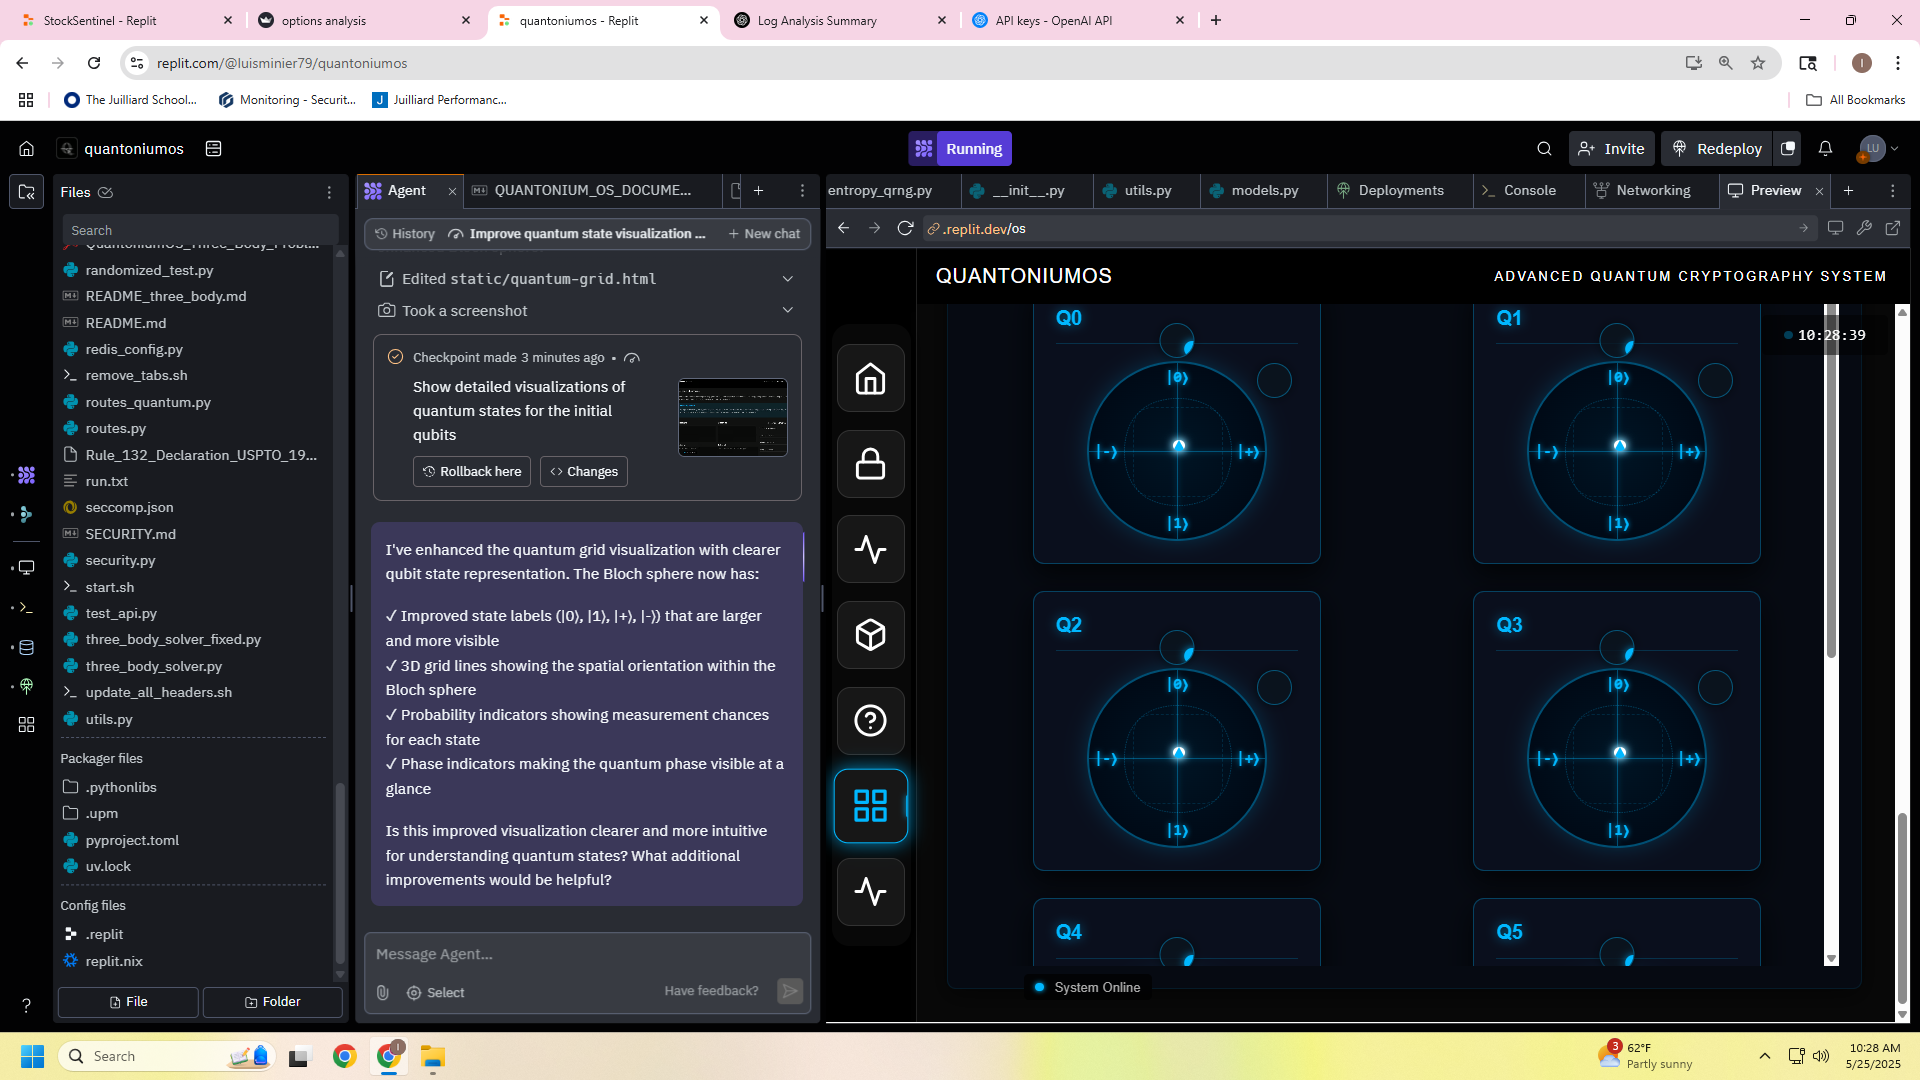 StockSentinel - Replit
options analysis
quantoniumos - Replit
Log Analysis Summary
API keys - OpenAI API
replit.com/@luisminier79/quantoniumos
I
The Juilliard School...
Monitoring - Securit...
Juilliard Performanc...
All Bookmarks
quantoniumos
Running
Invite
Redeploy
LU
Files
Search
QuantoniumOS_Three_Body_Probl...
randomized_test.py
README_three_body.md
README.md
redis_config.py
remove_tabs.sh
routes_quantum.py
routes.py
Rule_132_Declaration_USPTO_19...
run.txt
seccomp.json
SECURITY.md
security.py
start.sh
test_api.py
three_body_solver_fixed.py
three_body_solver.py
update_all_headers.sh
utils.py
Packager files
.pythonlibs
.upm
pyproject.toml
uv.lock
Config files
.replit
replit.nix
File
Folder
Agent
QUANTONIUM_OS_DOCUME...
History
Improve quantum state visualization ...
New chat
Edited static/quantum-grid.html
Took a screenshot
Checkpoint made 3 minutes ago •
Show detailed visualizations of
quantum states for the initial
qubits
Rollback here
Changes
I've enhanced the quantum grid visualization with clearer
qubit state representation. The Bloch sphere now has:
✓ Improved state labels (|0⟩, |1⟩, |+⟩, |-⟩) that are larger
and more visible
✓ 3D grid lines showing the spatial orientation within the
Bloch sphere
✓ Probability indicators showing measurement chances
for each state
✓ Phase indicators making the quantum phase visible at a
glance
Is this improved visualization clearer and more intuitive
for understanding quantum states? What additional
improvements would be helpful?
Message Agent...
Select
Have feedback?
entropy_qrng.py
__init__.py
utils.py
models.py
Deployments
Console
Networking
Preview
.replit.dev/os
QUANTONIUMOS
ADVANCED QUANTUM CRYPTOGRAPHY SYSTEM
10:28:39
Q0
|0⟩
|-⟩
|+⟩
|1⟩
Q1
|0⟩
|-⟩
|+⟩
|1⟩
Q2
|0⟩
|-⟩
|+⟩
|1⟩
Q3
|0⟩
|-⟩
|+⟩
|1⟩
Q4
Q5
System Online
Search
I
3
62°F
Partly sunny
10:28 AM
5/25/2025